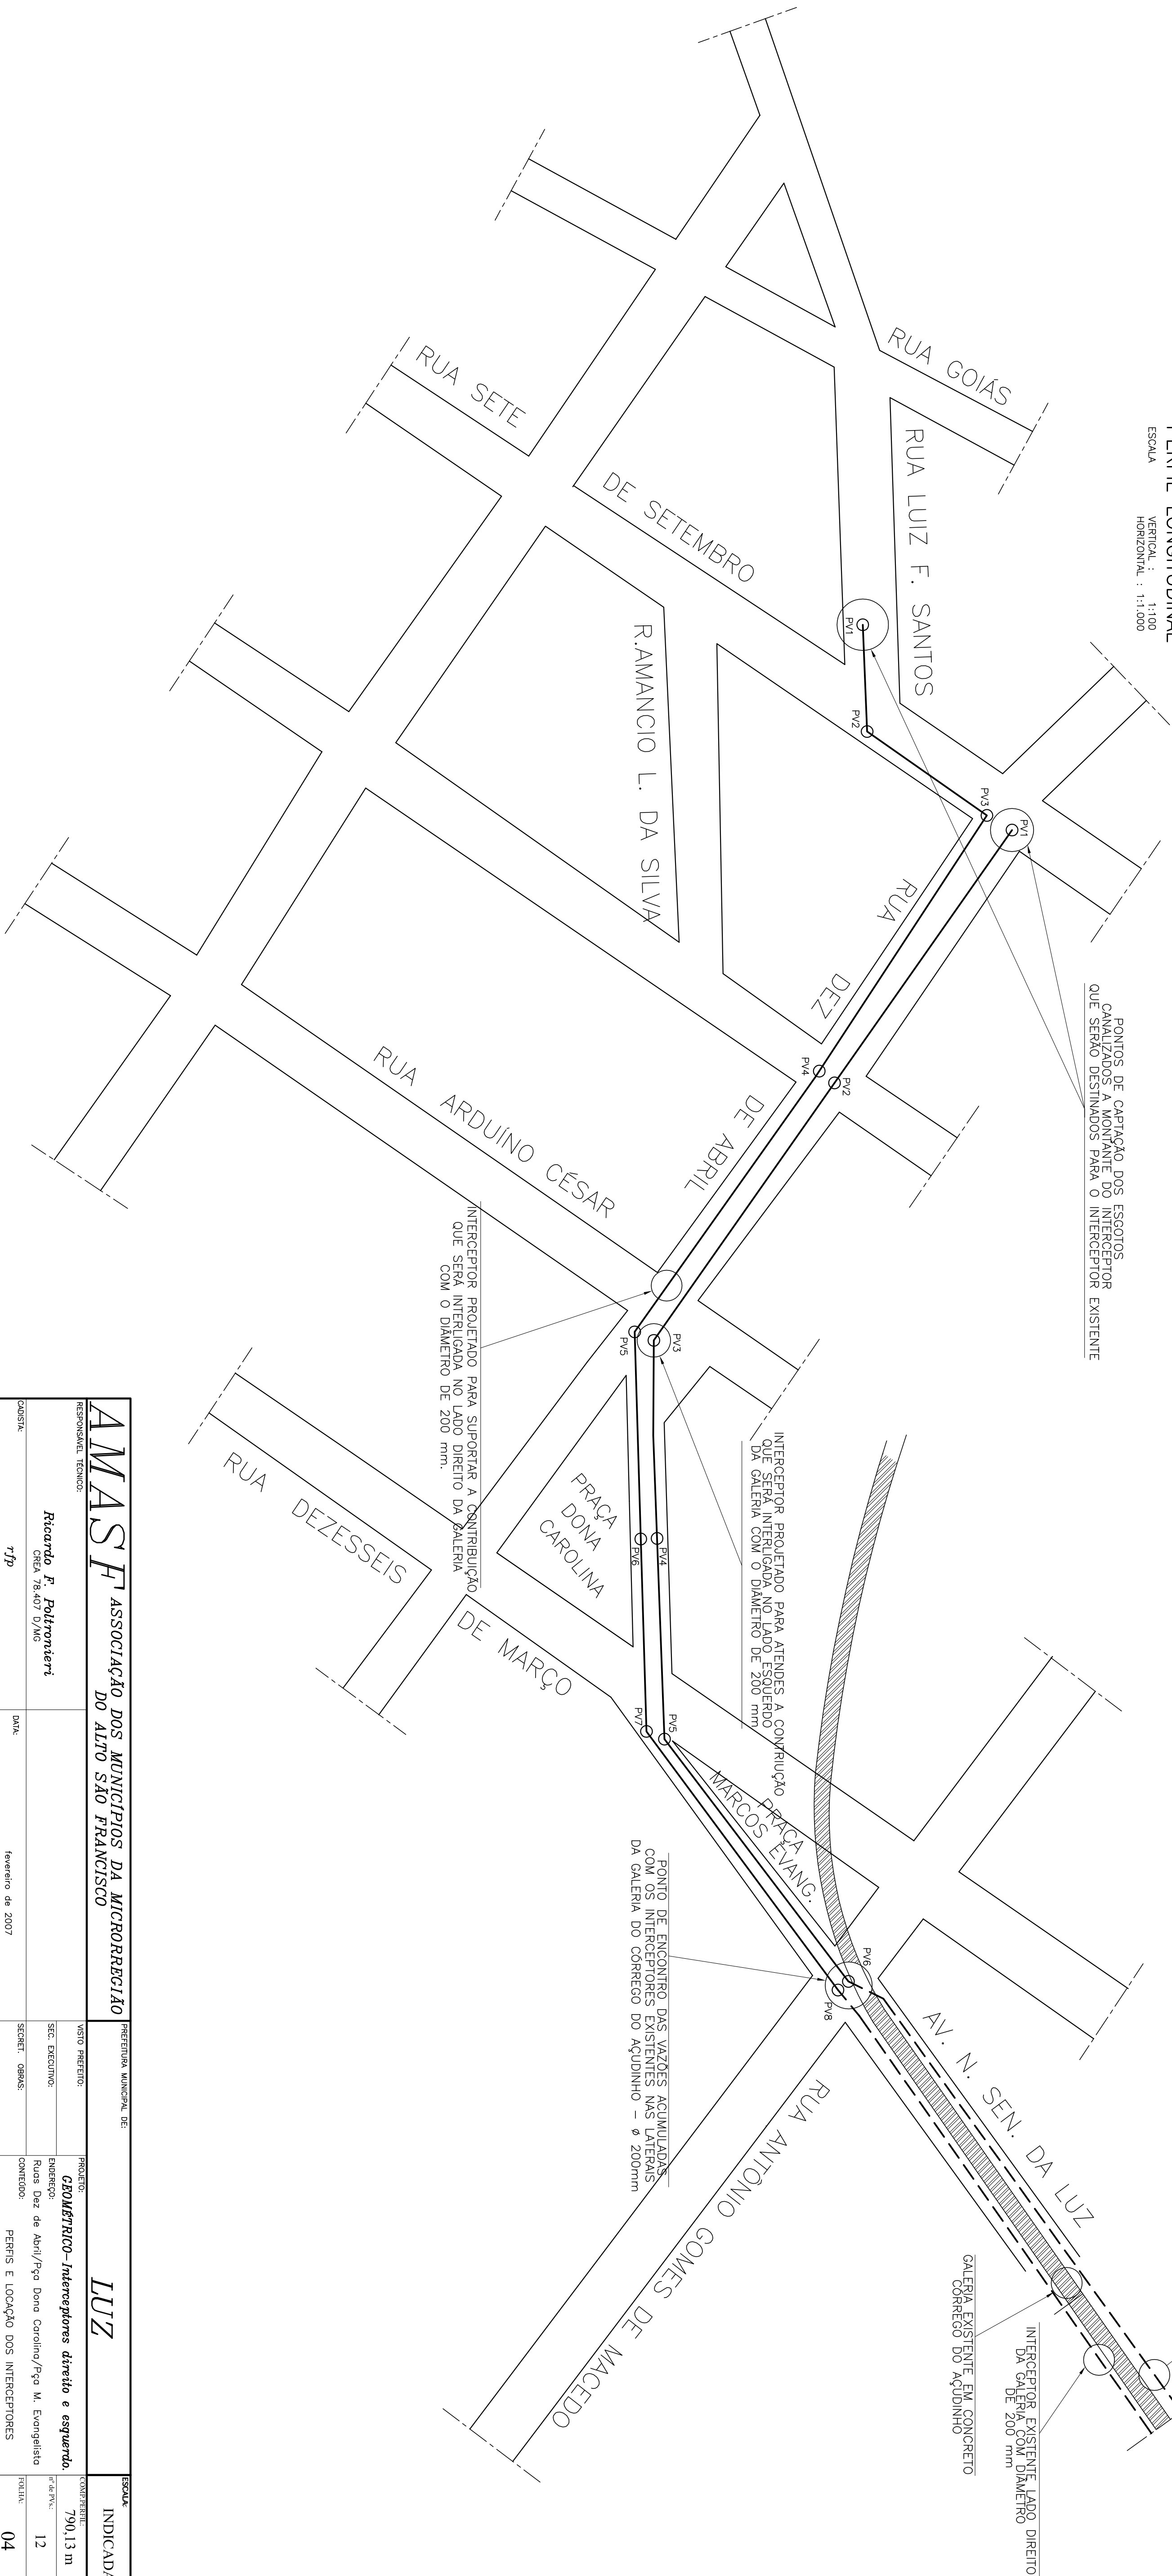 PERFIL LONGITUDINAL
ESCALA VERTICAL : 1:100
HORIZONTAL : 1:1.000
RUA GOIÁS
RUA LUIZ F. SANTOS
RUA SETE
DE SETEMBRO
R.AMANCIO L. DA SILVA
PV1
PV2
PV3
PV1
PONTOS DE CAPTAÇÃO DOS ESGOTOS
CANALIZADOS A MONTANTE DO INTERCEPTOR
QUE SERÃO DESTINADOS PARA O INTERCEPTOR EXISTENTE
RUA DEZ
DE ABRIL
PV4
PV2
RUA ARDUÍNO CÉSAR
INTERCEPTOR PROJETADO PARA SUPORTAR A CONTRIBUIÇÃO
QUE SERÁ INTERLIGADA NO LADO DIREITO DA GALERIA
COM O DIÂMETRO DE 200 mm.
PV5
PV3
INTERCEPTOR PROJETADO PARA ATENDES A CONTRIUÇÃO
QUE SERÁ INTERLIGADA NO LADO ESQUERDO
DA GALERIA COM O DIÂMETRO DE 200 mm
RUA DEZESSEIS
DE MARÇO
PRAÇA
DONA
CAROLINA
PV6
PV4
PV7
PV5
PRAÇA
MARCOS EVANG.
PONTO DE ENCONTRO DAS VAZÕES ACUMULADAS
COM OS INTERCEPTORES EXISTENTES NAS LATERAIS
DA GALERIA DO CÓRREGO DO AÇUDINHO – ø 200mm
PV6
PV8
AV. N. SEN. DA LUZ
RUA ANTÔNIO GOMES DE MACEDO
GALERIA EXISTENTE EM CONCRETO
CÓRREGO DO AÇUDINHO
INTERCEPTOR EXISTENTE LADO DIREITO
DA GALERIA COM DIÂMETRO
DE 200 mm
AMASF ASSOCIAÇÃO DOS MUNICÍPIOS DA MICRORREGIÃO
DO ALTO SÃO FRANCISCO
PREFEITURA MUNICIPAL DE:
LUZ
ESCALA:
INDICADA
RESPONSÁVEL TÉCNICO:
Ricardo F. Poltronieri
CREA 78.407 D/MG
VISTO PREFEITO:
PROJETO:
GEOMÉTRICO-Interceptores direito e esquerdo.
COMP.PERFIL:
790,13 m
SEC. EXECUTIVO:
ENDEREÇO:
Ruas Dez de Abril/Pça Dona Carolina/Pça M. Evangelista
nº de PVs.:
12
CADISTA:
rfp
DATA:
fevereiro de 2007
SECRET. OBRAS:
CONTEÚDO:
PERFIS E LOCAÇÃO DOS INTERCEPTORES
FOLHA:
04